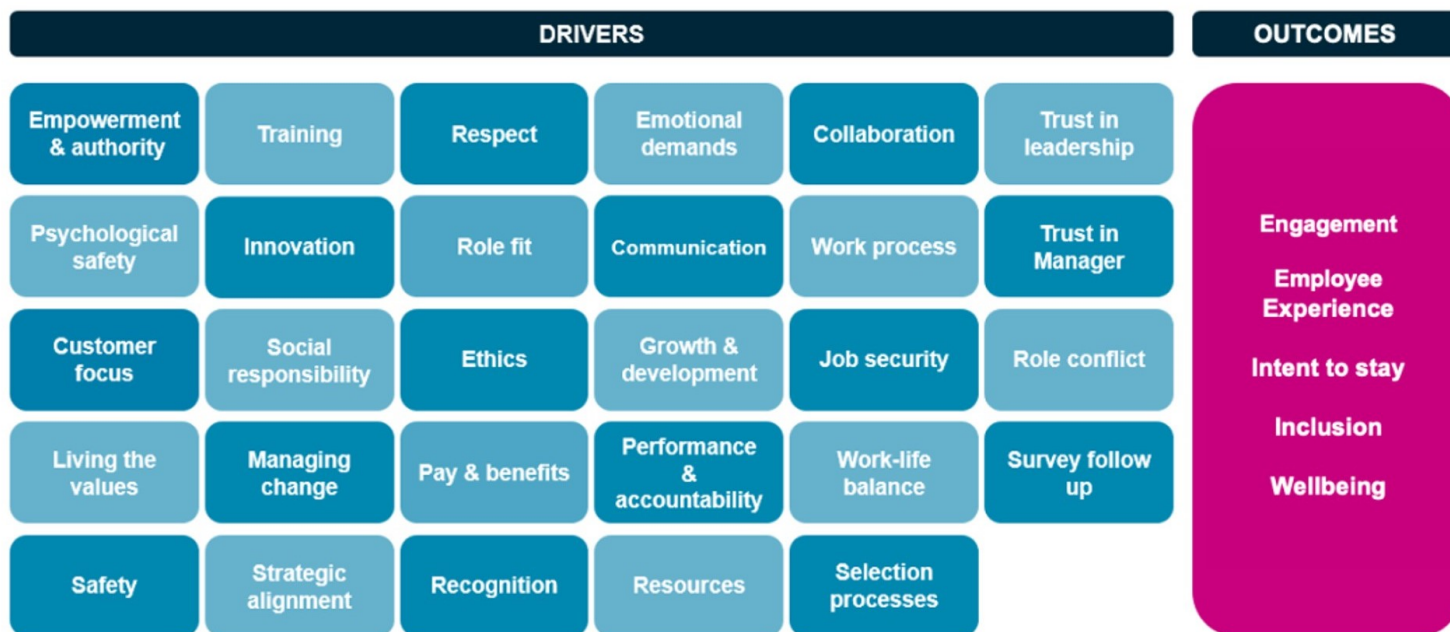 DRIVERS
OUTCOMES
Empowerment
& authority
Training
Respect
Emotional
demands
Collaboration
Trust in
leadership
Psychological
safety
Innovation
Role fit
Communication
Work process
Trust in
Manager
Customer
focus
Social
responsibility
Ethics
Growth &
development
Job security
Role conflict
Living the
values
Managing
change
Pay & benefits
Performance
&
accountability
Work-life
balance
Survey follow
up
Safety
Strategic
alignment
Recognition
Resources
Selection
processes
Engagement
Employee
Experience
Intent to stay
Inclusion
Wellbeing